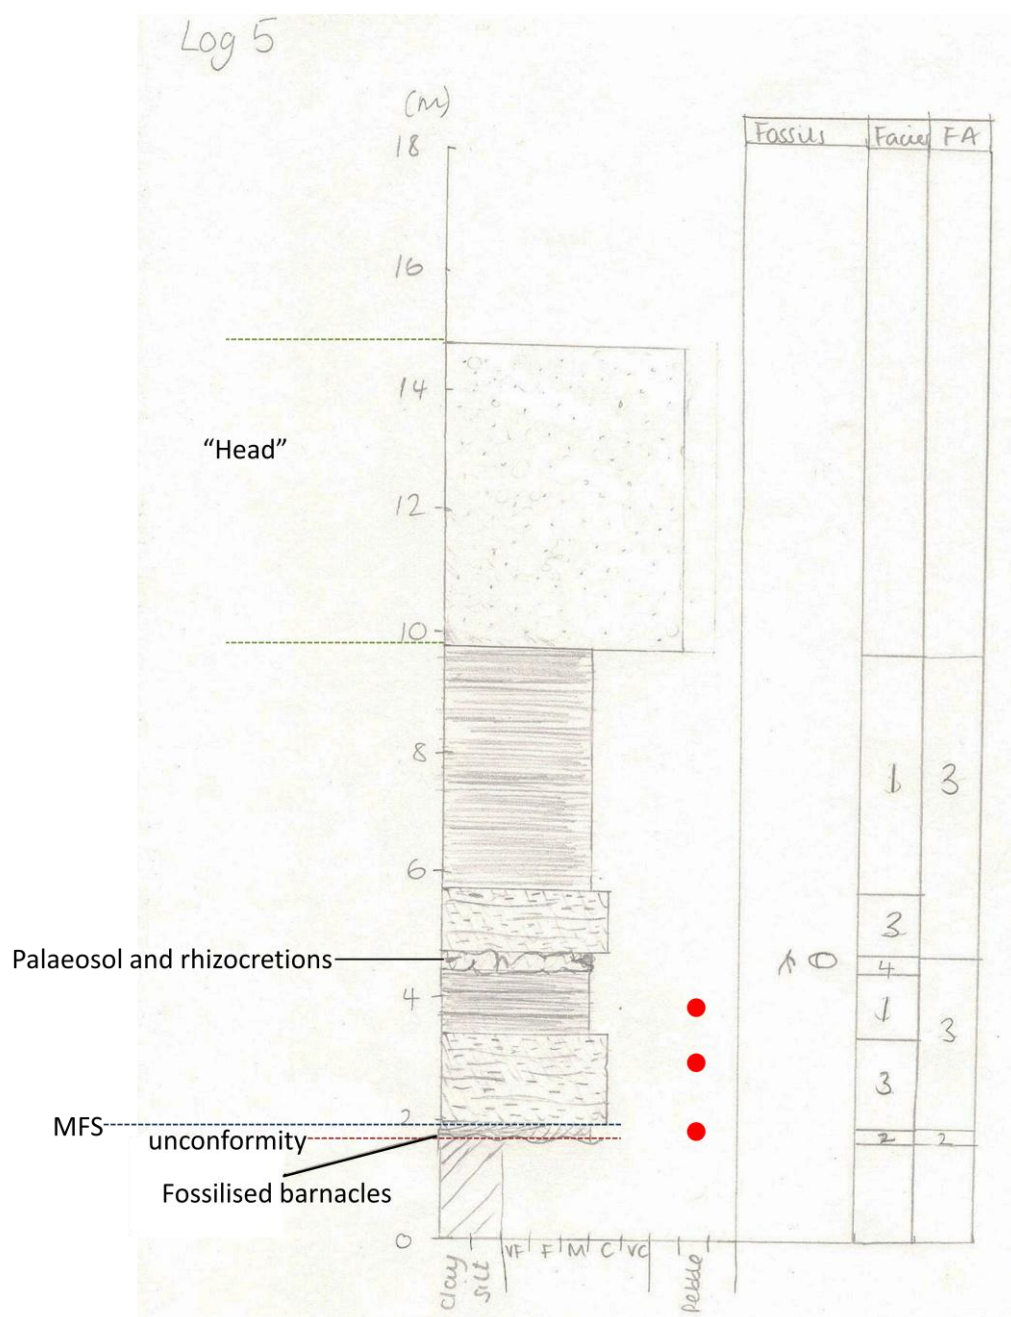 Log 5
(m)
Fossils Facies FA
18
16
14
"Head"
12
10
8
1 3
6
3
Palaeosol and rhizocretions
4
4
1
3
3
2
MFS
unconformity
2 2
Fossilised barnacles
0
Clay Silt VF F M C VC Pebble